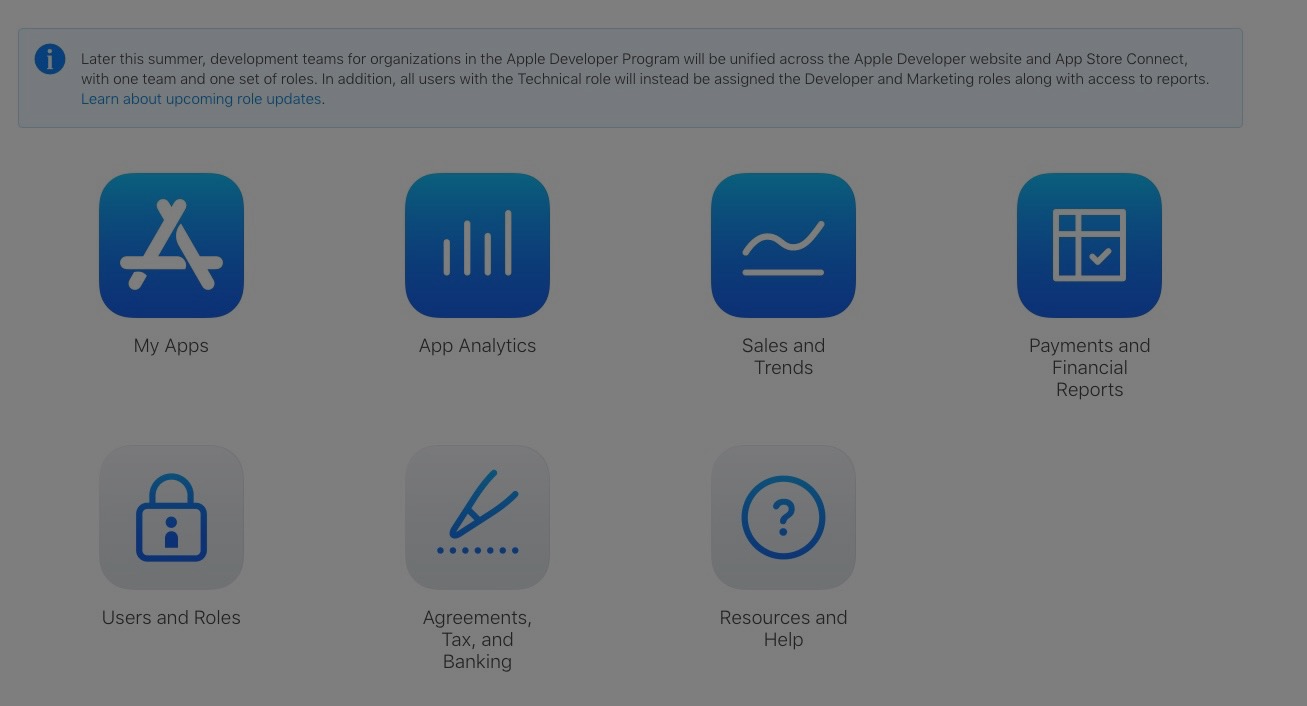 Later this summer, development teams for organizations in the Apple Developer Program will be unified across the Apple Developer website and App Store Connect,
with one team and one set of roles. In addition, all users with the Technical role will instead be assigned the Developer and Marketing roles along with access to reports.
Learn about upcoming role updates.
My Apps
App Analytics
Sales and
Trends
Payments and
Financial
Reports
Users and Roles
Agreements,
Tax, and
Banking
Resources and
Help